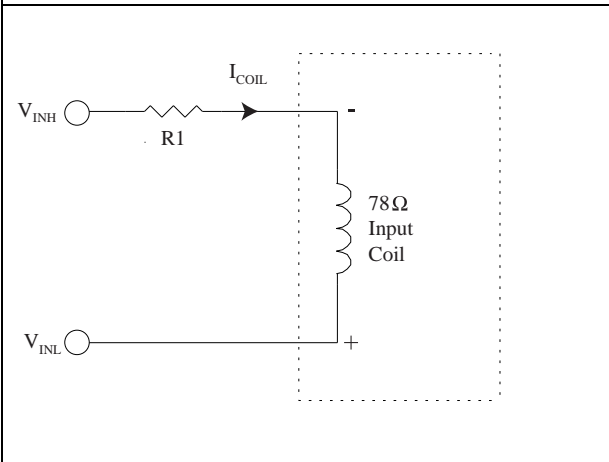 I_COIL
V_INH
-
R1
78Ω
Input
Coil
V_INL
+